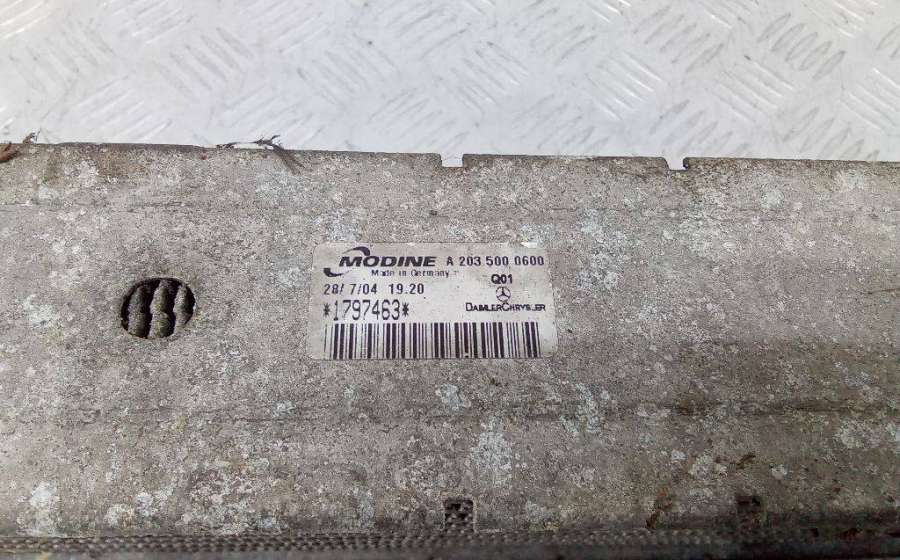 MODINE A 203 500 0600
Made in Germany
Q01
28/ 7/04 19.20
DAIMLERCHRYSLER
*1797463*